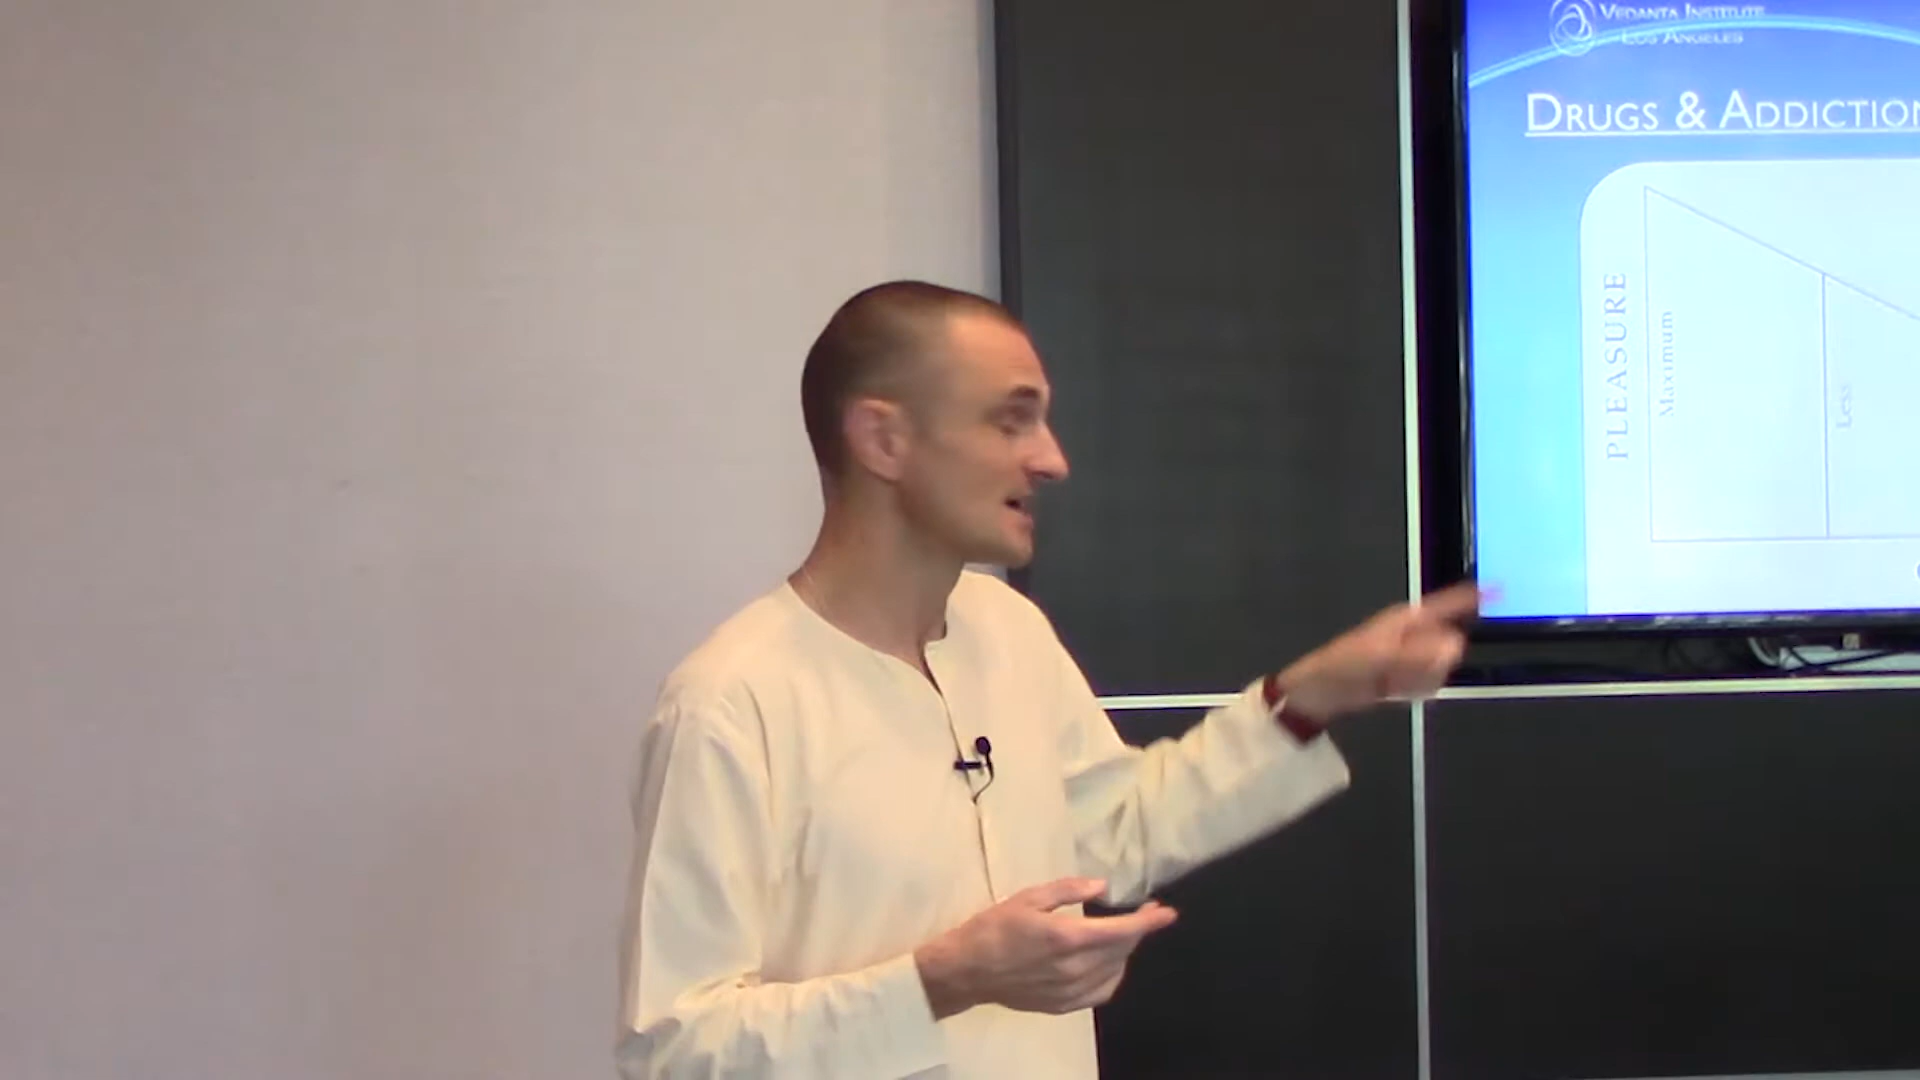 VEDANTA INSTITUTE
LOS ANGELES
DRUGS & ADDICTION
PLEASURE
Maximum
Less